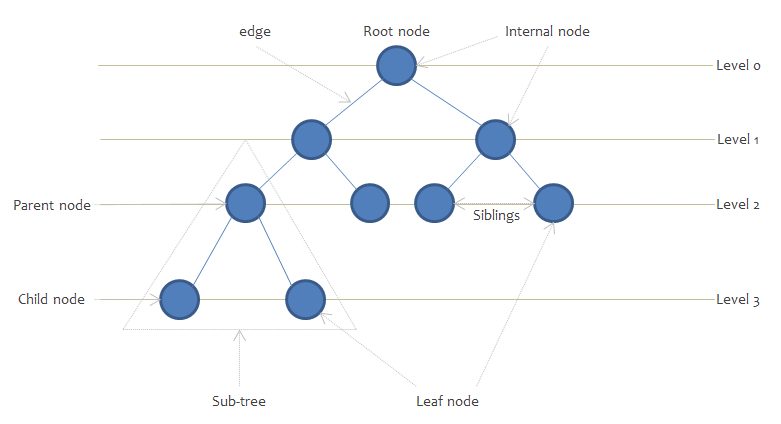 edge
Root node
Internal node
Level 0
Level 1
Parent node
Level 2
Siblings
Child node
Level 3
Sub-tree
Leaf node